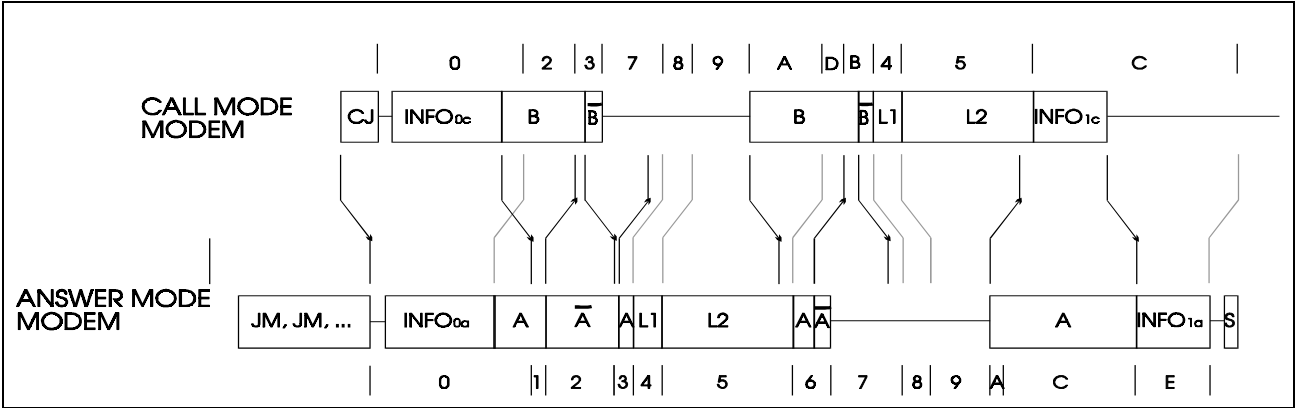 0 2 3 7 8 9 A D B 4 5 C
CALL MODE
MODEM
CJ INFO0c B B̅ B B̅ L1 L2 INFO1c
ANSWER MODE
MODEM
JM, JM, ... INFO0a A A̅ A L1 L2 A A̅ A INFO1a S
0 1 2 3 4 5 6 7 8 9 A C E